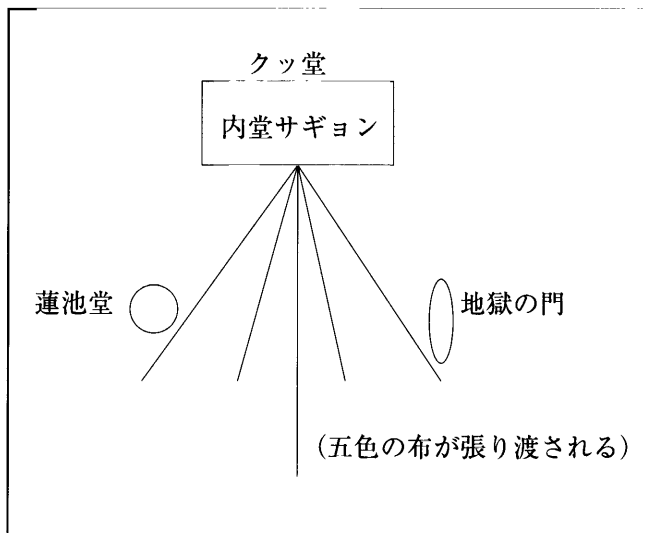 クッ堂
内堂サギョン
蓮池堂
地獄の門
（五色の布が張り渡される）